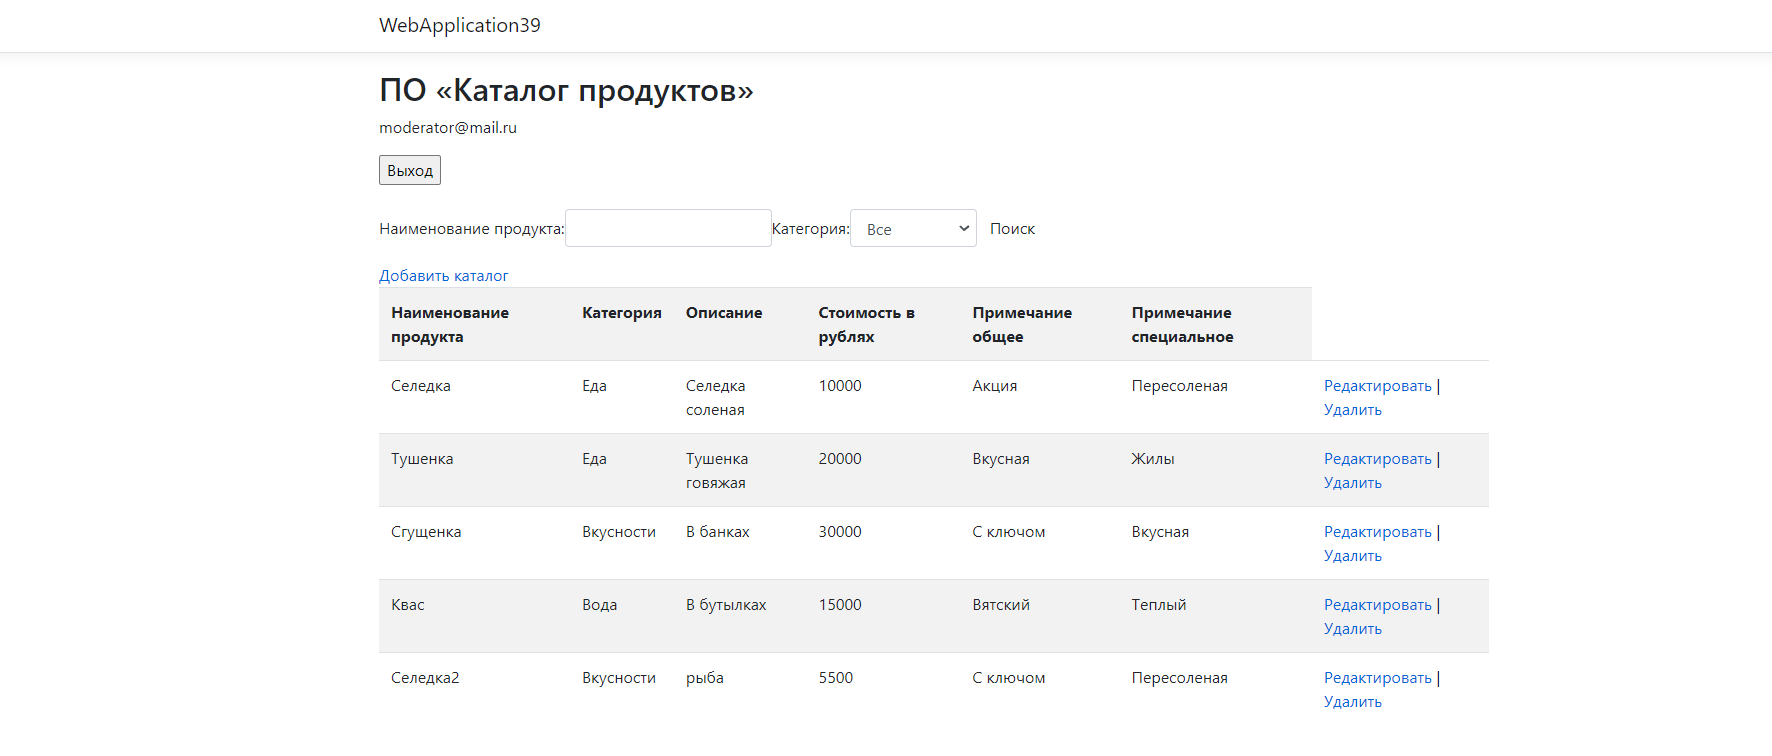 WebApplication39
ПО «Каталог продуктов»
moderator@mail.ru
Выход
Наименование продукта: Категория: Все Поиск
Добавить каталог
Наименование продукта Категория Описание Стоимость в рублях Примечание общее Примечание специальное
Селедка Еда Селедка соленая 10000 Акция Пересоленая Редактировать | Удалить
Тушенка Еда Тушенка говяжая 20000 Вкусная Жилы Редактировать | Удалить
Сгущенка Вкусности В банках 30000 С ключом Вкусная Редактировать | Удалить
Квас Вода В бутылках 15000 Вятский Теплый Редактировать | Удалить
Селедка2 Вкусности рыба 5500 С ключом Пересоленая Редактировать | Удалить